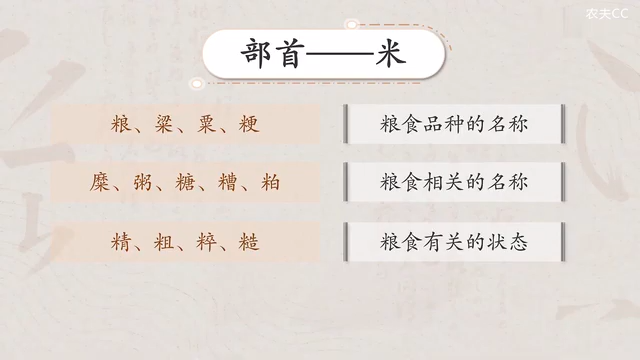 农夫CC
部首——米
粮、粱、粟、粳
粮食品种的名称
糜、粥、糖、糟、粕
粮食相关的名称
精、粗、粹、糙
粮食有关的状态